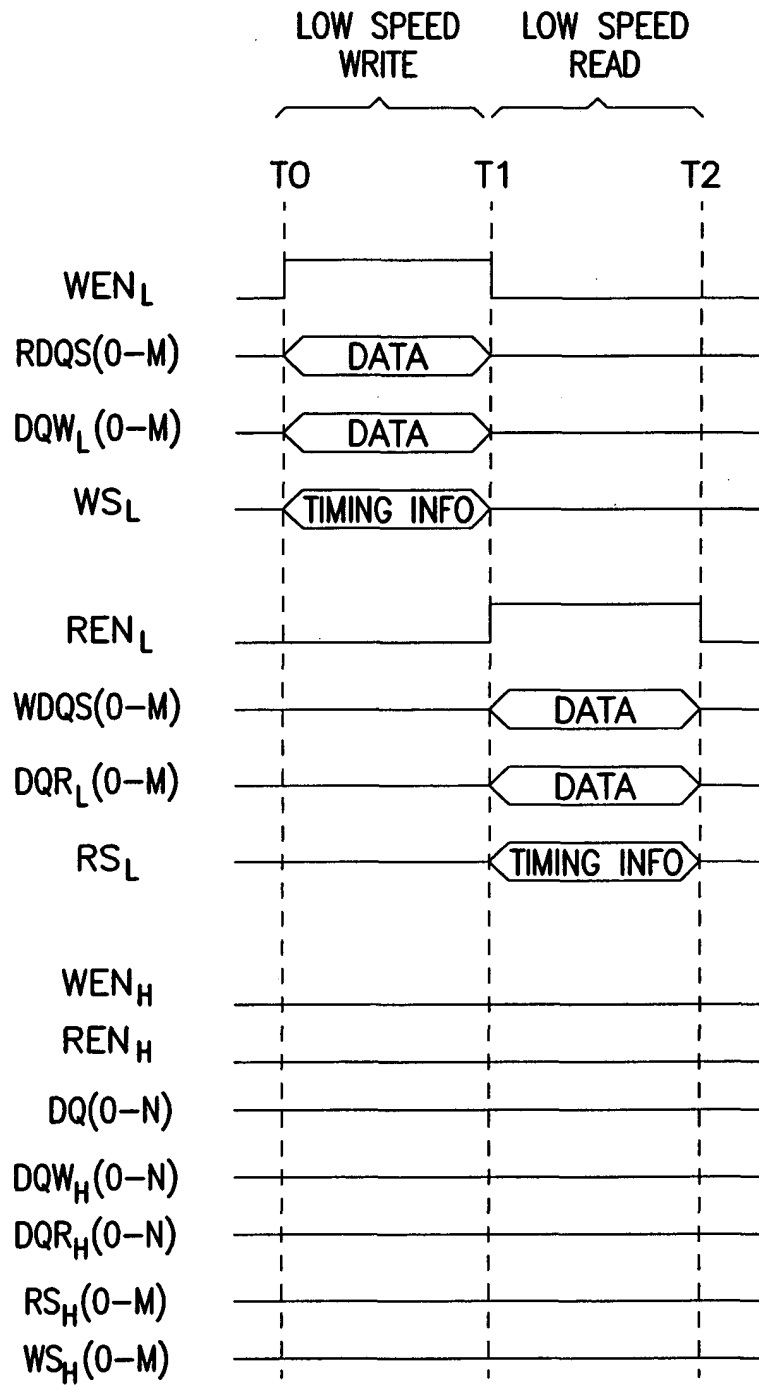 LOW SPEED WRITE
LOW SPEED READ
T0 T1 T2
WEN_L
RDQS(0-M) DATA
DQW_L(0-M) DATA
WS_L TIMING INFO
REN_L
WDQS(0-M) DATA
DQR_L(0-M) DATA
RS_L TIMING INFO
WEN_H
REN_H
DQ(0-N)
DQW_H(0-N)
DQR_H(0-N)
RS_H(0-M)
WS_H(0-M)